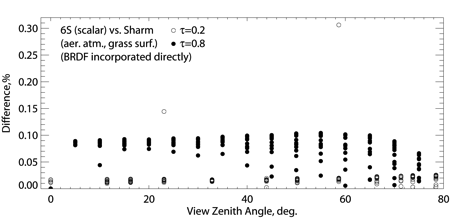 0.30
0.25
0.20
0.15
0.10
0.05
0.00
Difference,%
6S (scalar) vs. Sharm
(aer. atm., grass surf.)
(BRDF incorporated directly)
τ=0.2
τ=0.8
0 20 40 60 80
View Zenith Angle, deg.